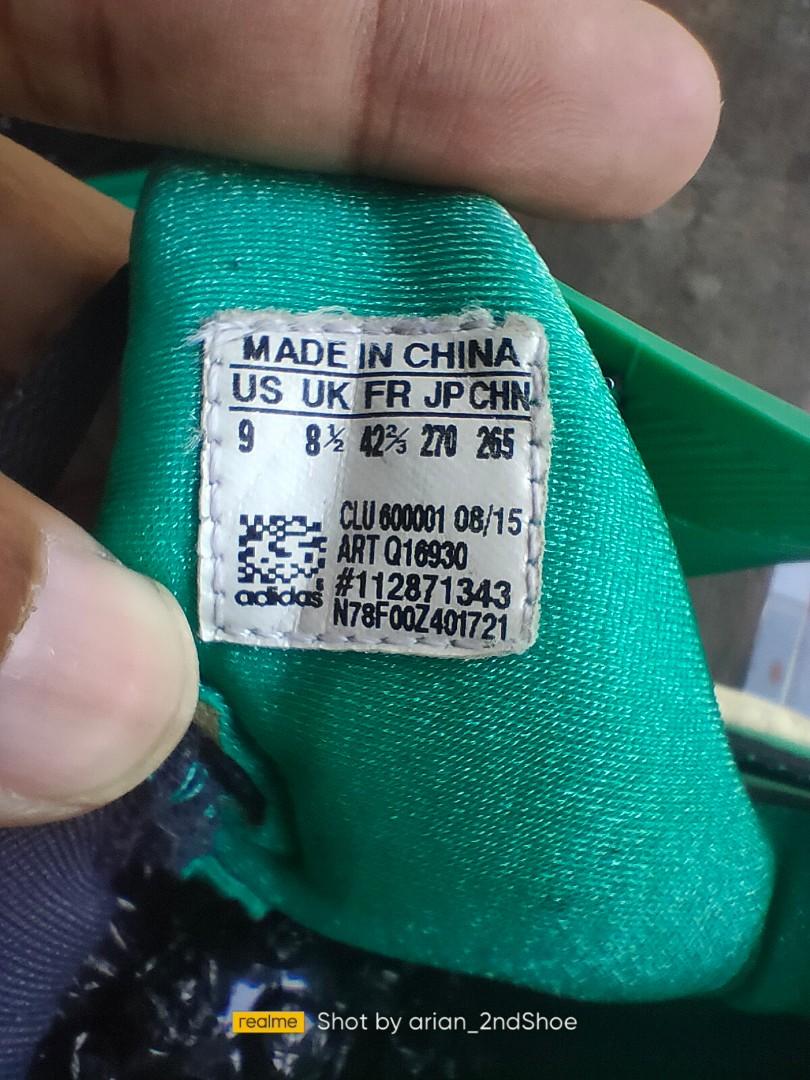 MADE IN CHINA
US UK FR JP CHN
9 8½ 42⅔ 270 265
CLU 600001 08/15
ART Q16930
#112871343
adidas
N78F00Z401721
realme Shot by arian_2ndShoe